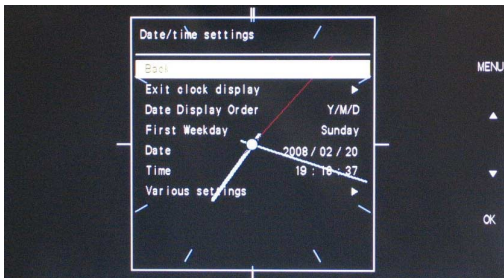 Date/time settings
Back
Exit clock display
Date Display Order Y/M/D
First Weekday Sunday
Date 2008 / 02 / 20
Time 19 : 18 : 37
Various settings
MENU
OK